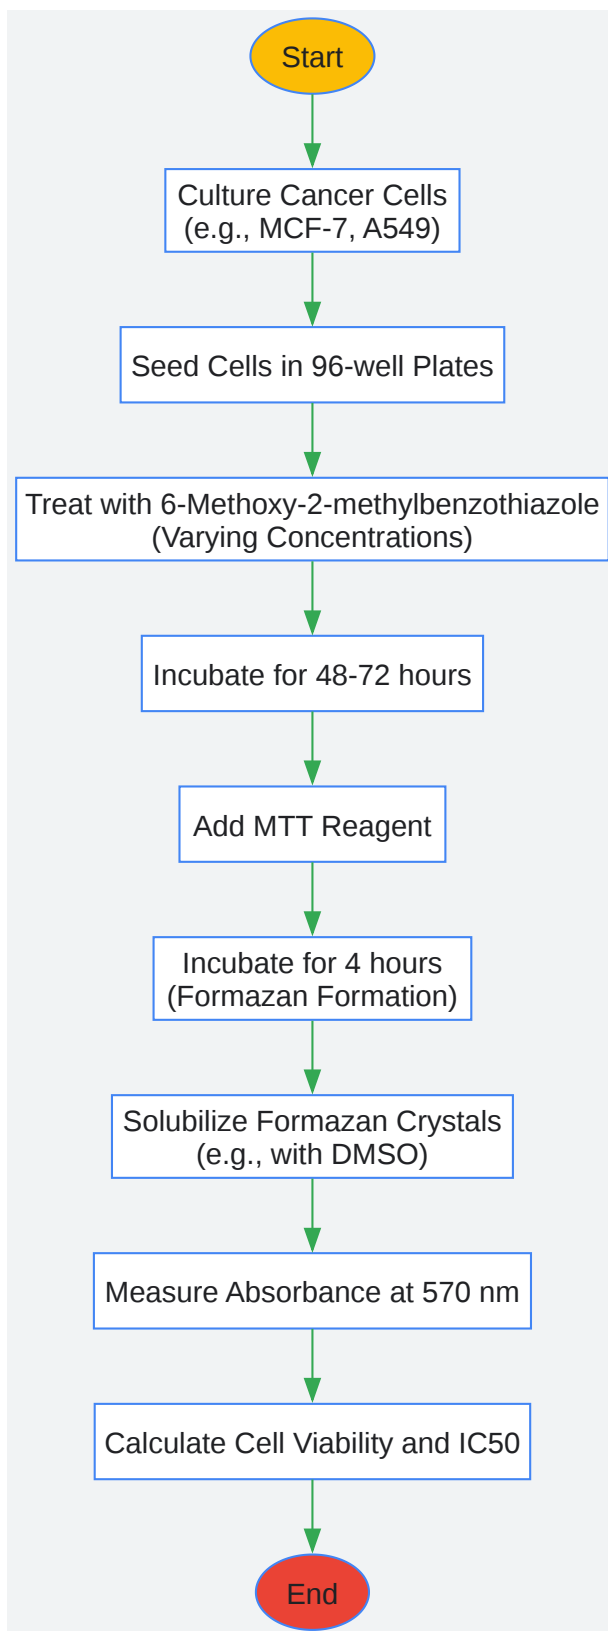 Start
Culture Cancer Cells
(e.g., MCF-7, A549)
Seed Cells in 96-well Plates
Treat with 6-Methoxy-2-methylbenzothiazole
(Varying Concentrations)
Incubate for 48-72 hours
Add MTT Reagent
Incubate for 4 hours
(Formazan Formation)
Solubilize Formazan Crystals
(e.g., with DMSO)
Measure Absorbance at 570 nm
Calculate Cell Viability and IC50
End